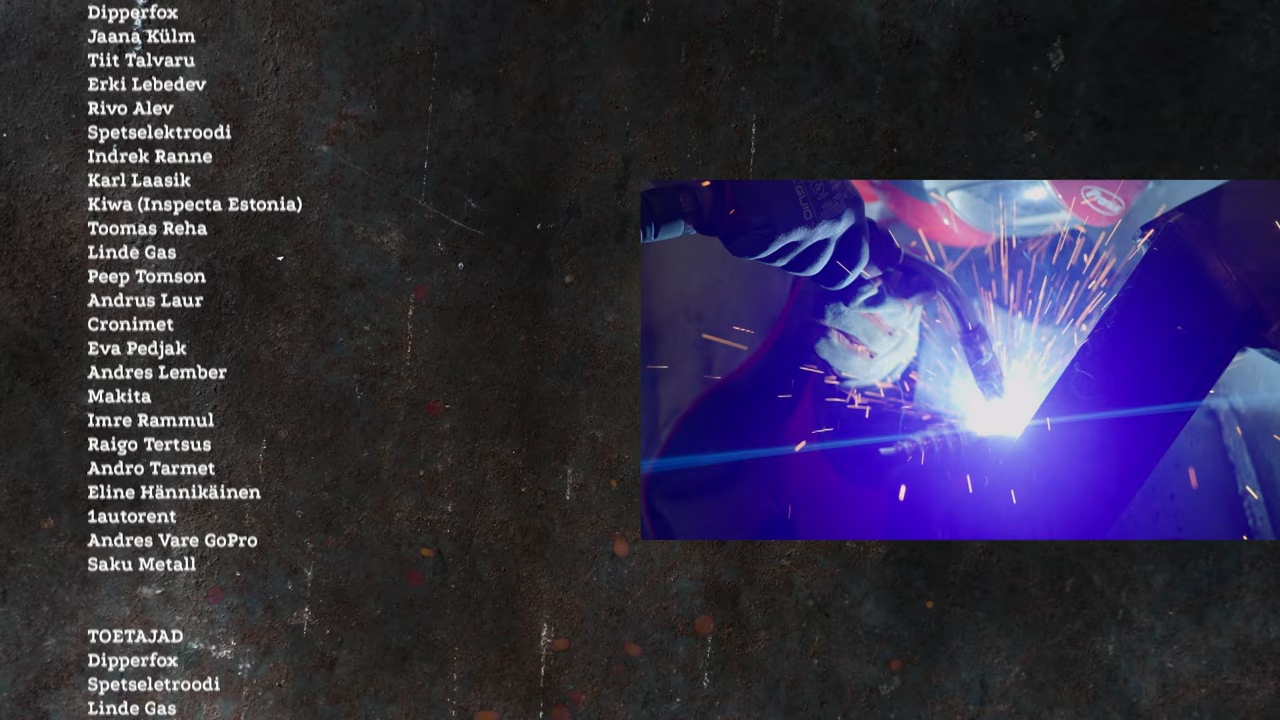 Dipperfox
Jaana Külm
Tiit Talvaru
Erki Lebedev
Rivo Alev
Spetselektroodi
Indrek Ranne
Karl Laasik
Kiwa (Inspecta Estonia)
Toomas Reha
Linde Gas
Peep Tomson
Andrus Laur
Cronimet
Eva Pedjak
Andres Lember
Makita
Imre Rammul
Raigo Tertsus
Andro Tarmet
Eline Hännikäinen
1autorent
Andres Vare GoPro
Saku Metall
TOETAJAD
Dipperfox
Spetseletroodi
Linde Gas